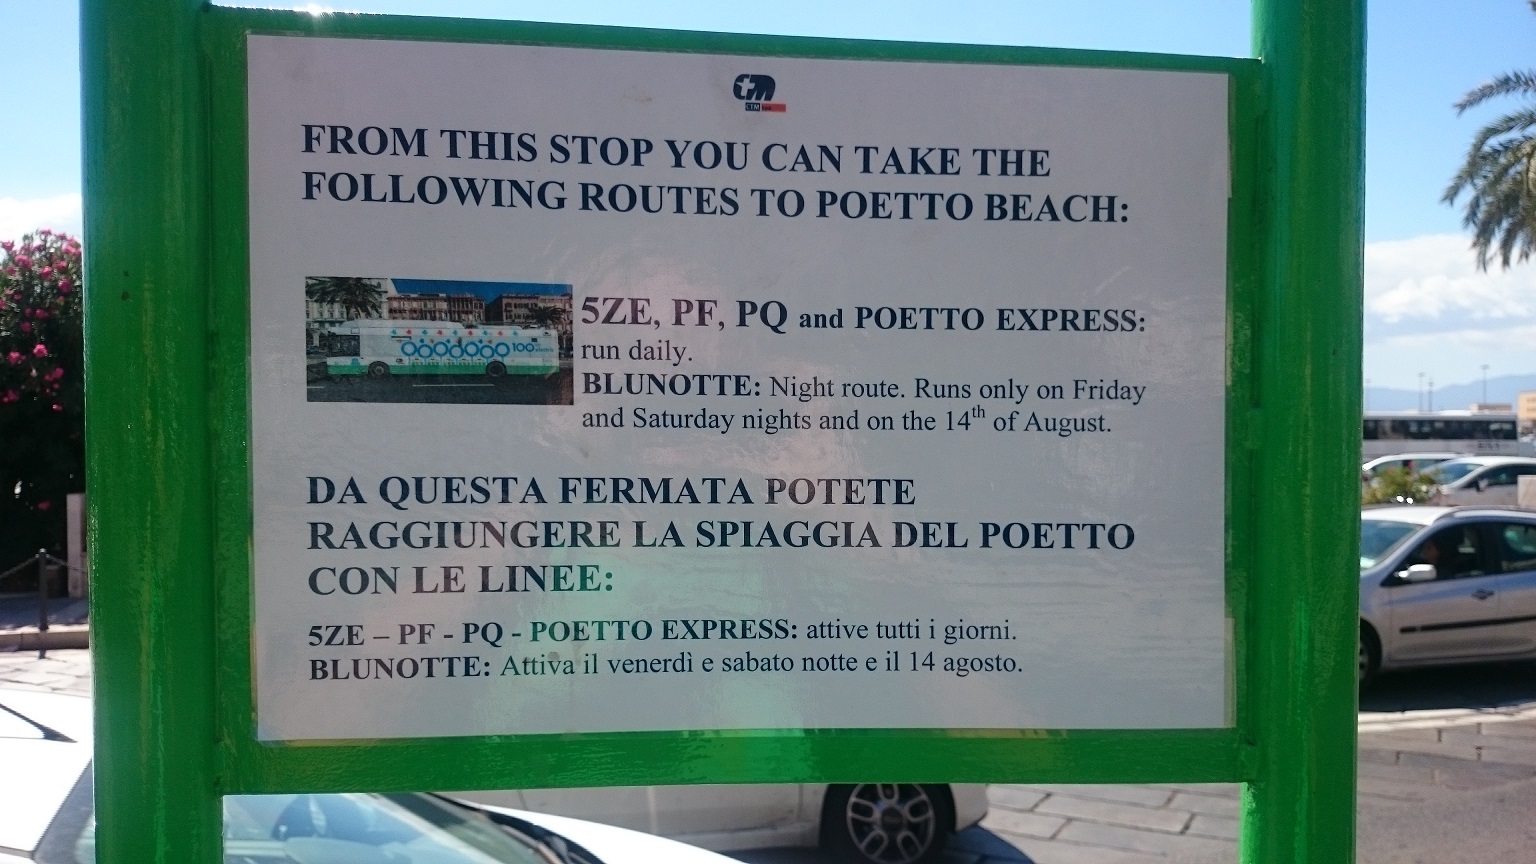 CTM
FROM THIS STOP YOU CAN TAKE THE
FOLLOWING ROUTES TO POETTO BEACH:
100
5ZE, PF, PQ and POETTO EXPRESS:
run daily.
BLUNOTTE: Night route. Runs only on Friday
and Saturday nights and on the 14th of August.
DA QUESTA FERMATA POTETE
RAGGIUNGERE LA SPIAGGIA DEL POETTO
CON LE LINEE:
5ZE – PF - PQ - POETTO EXPRESS: attive tutti i giorni.
BLUNOTTE: Attiva il venerdì e sabato notte e il 14 agosto.